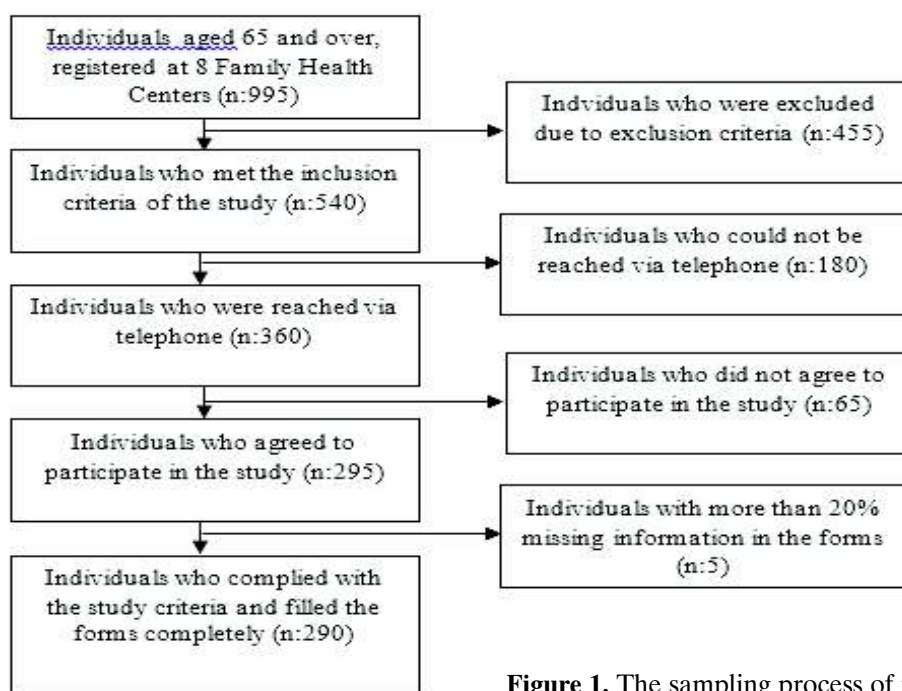 Individuals aged 65 and over,
registered at 8 Family Health
Centers (n:995)
Indviduals who were excluded
due to exclusion criteria (n:455)
Individuals who met the inclusion
criteria of the study (n:540)
Individuals who could not be
reached via telephone (n:180)
Individuals who were reached via
telephone (n:360)
Individuals who did not agree to
participate in the study (n:65)
Individuals who agreed to
participate in the study (n:295)
Individuals with more than 20%
missing information in the forms
(n:5)
Individuals who complied with
the study criteria and filled the
forms completely (n:290)
Figure 1. The sampling process of